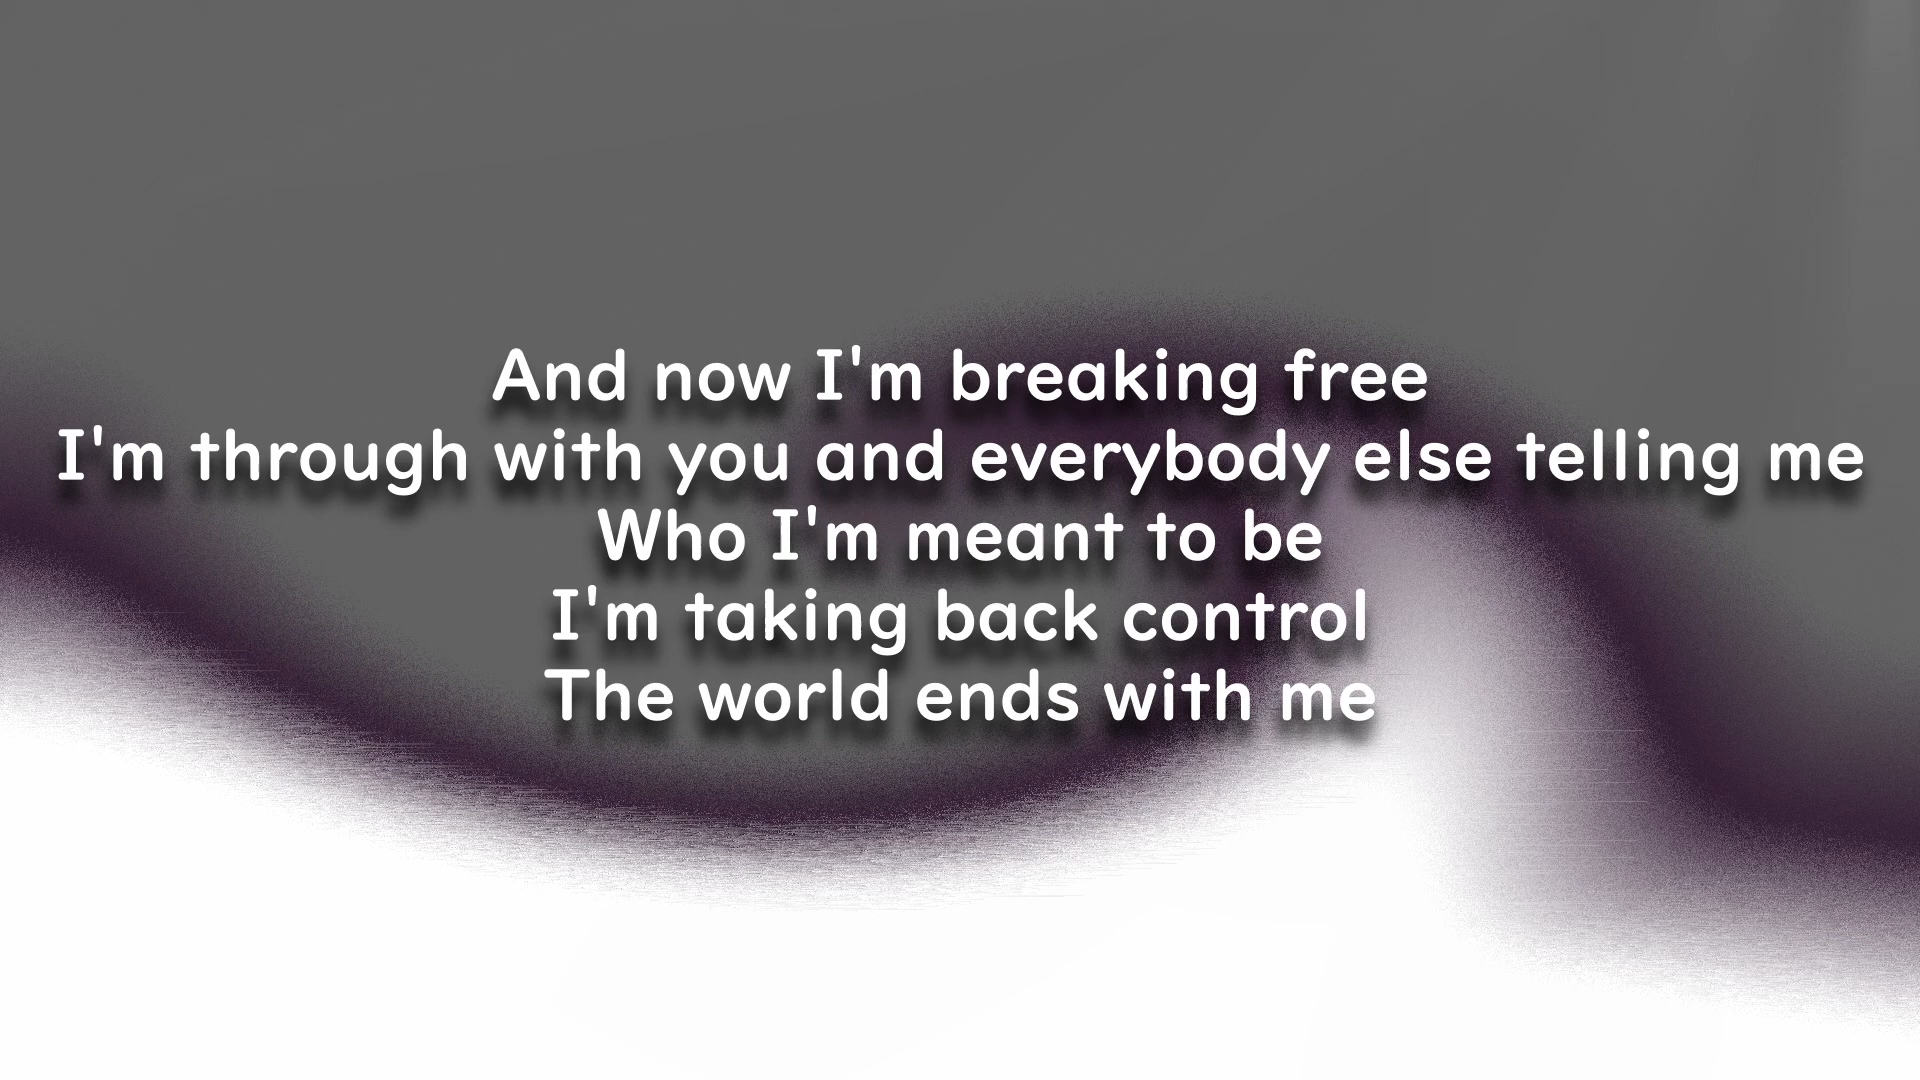 And now I'm breaking free
I'm through with you and everybody else telling me
Who I'm meant to be
I'm taking back control
The world ends with me